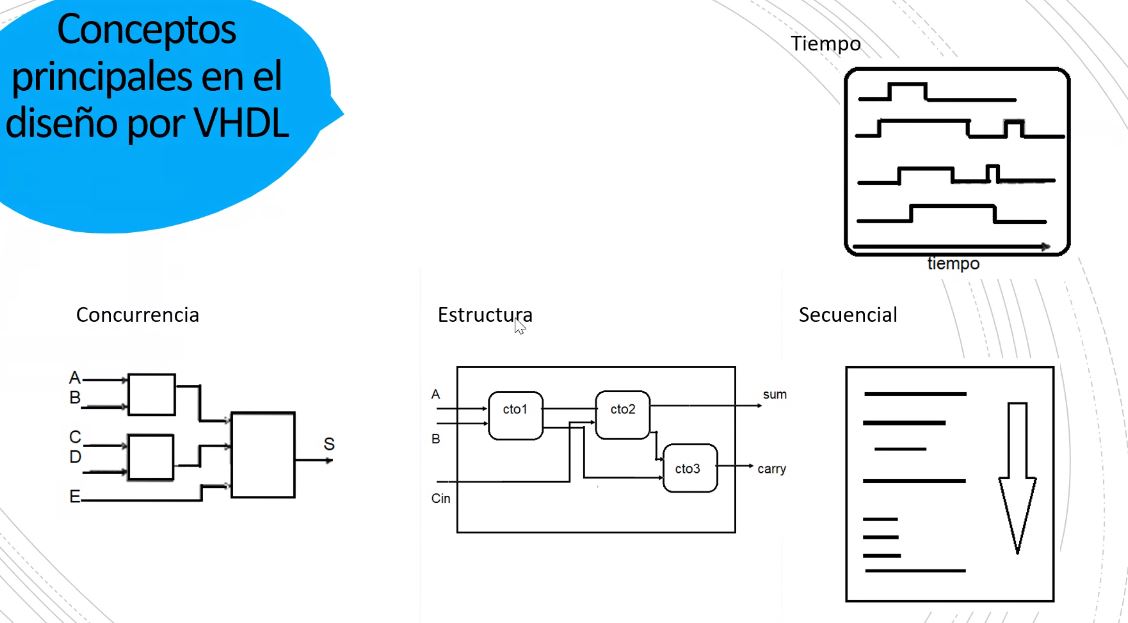 Conceptos
principales en el
diseño por VHDL
Tiempo
tiempo
Concurrencia
A
B
C
D
E
S
Estructura
A
B
Cin
cto1
cto2
cto3
sum
carry
Secuencial